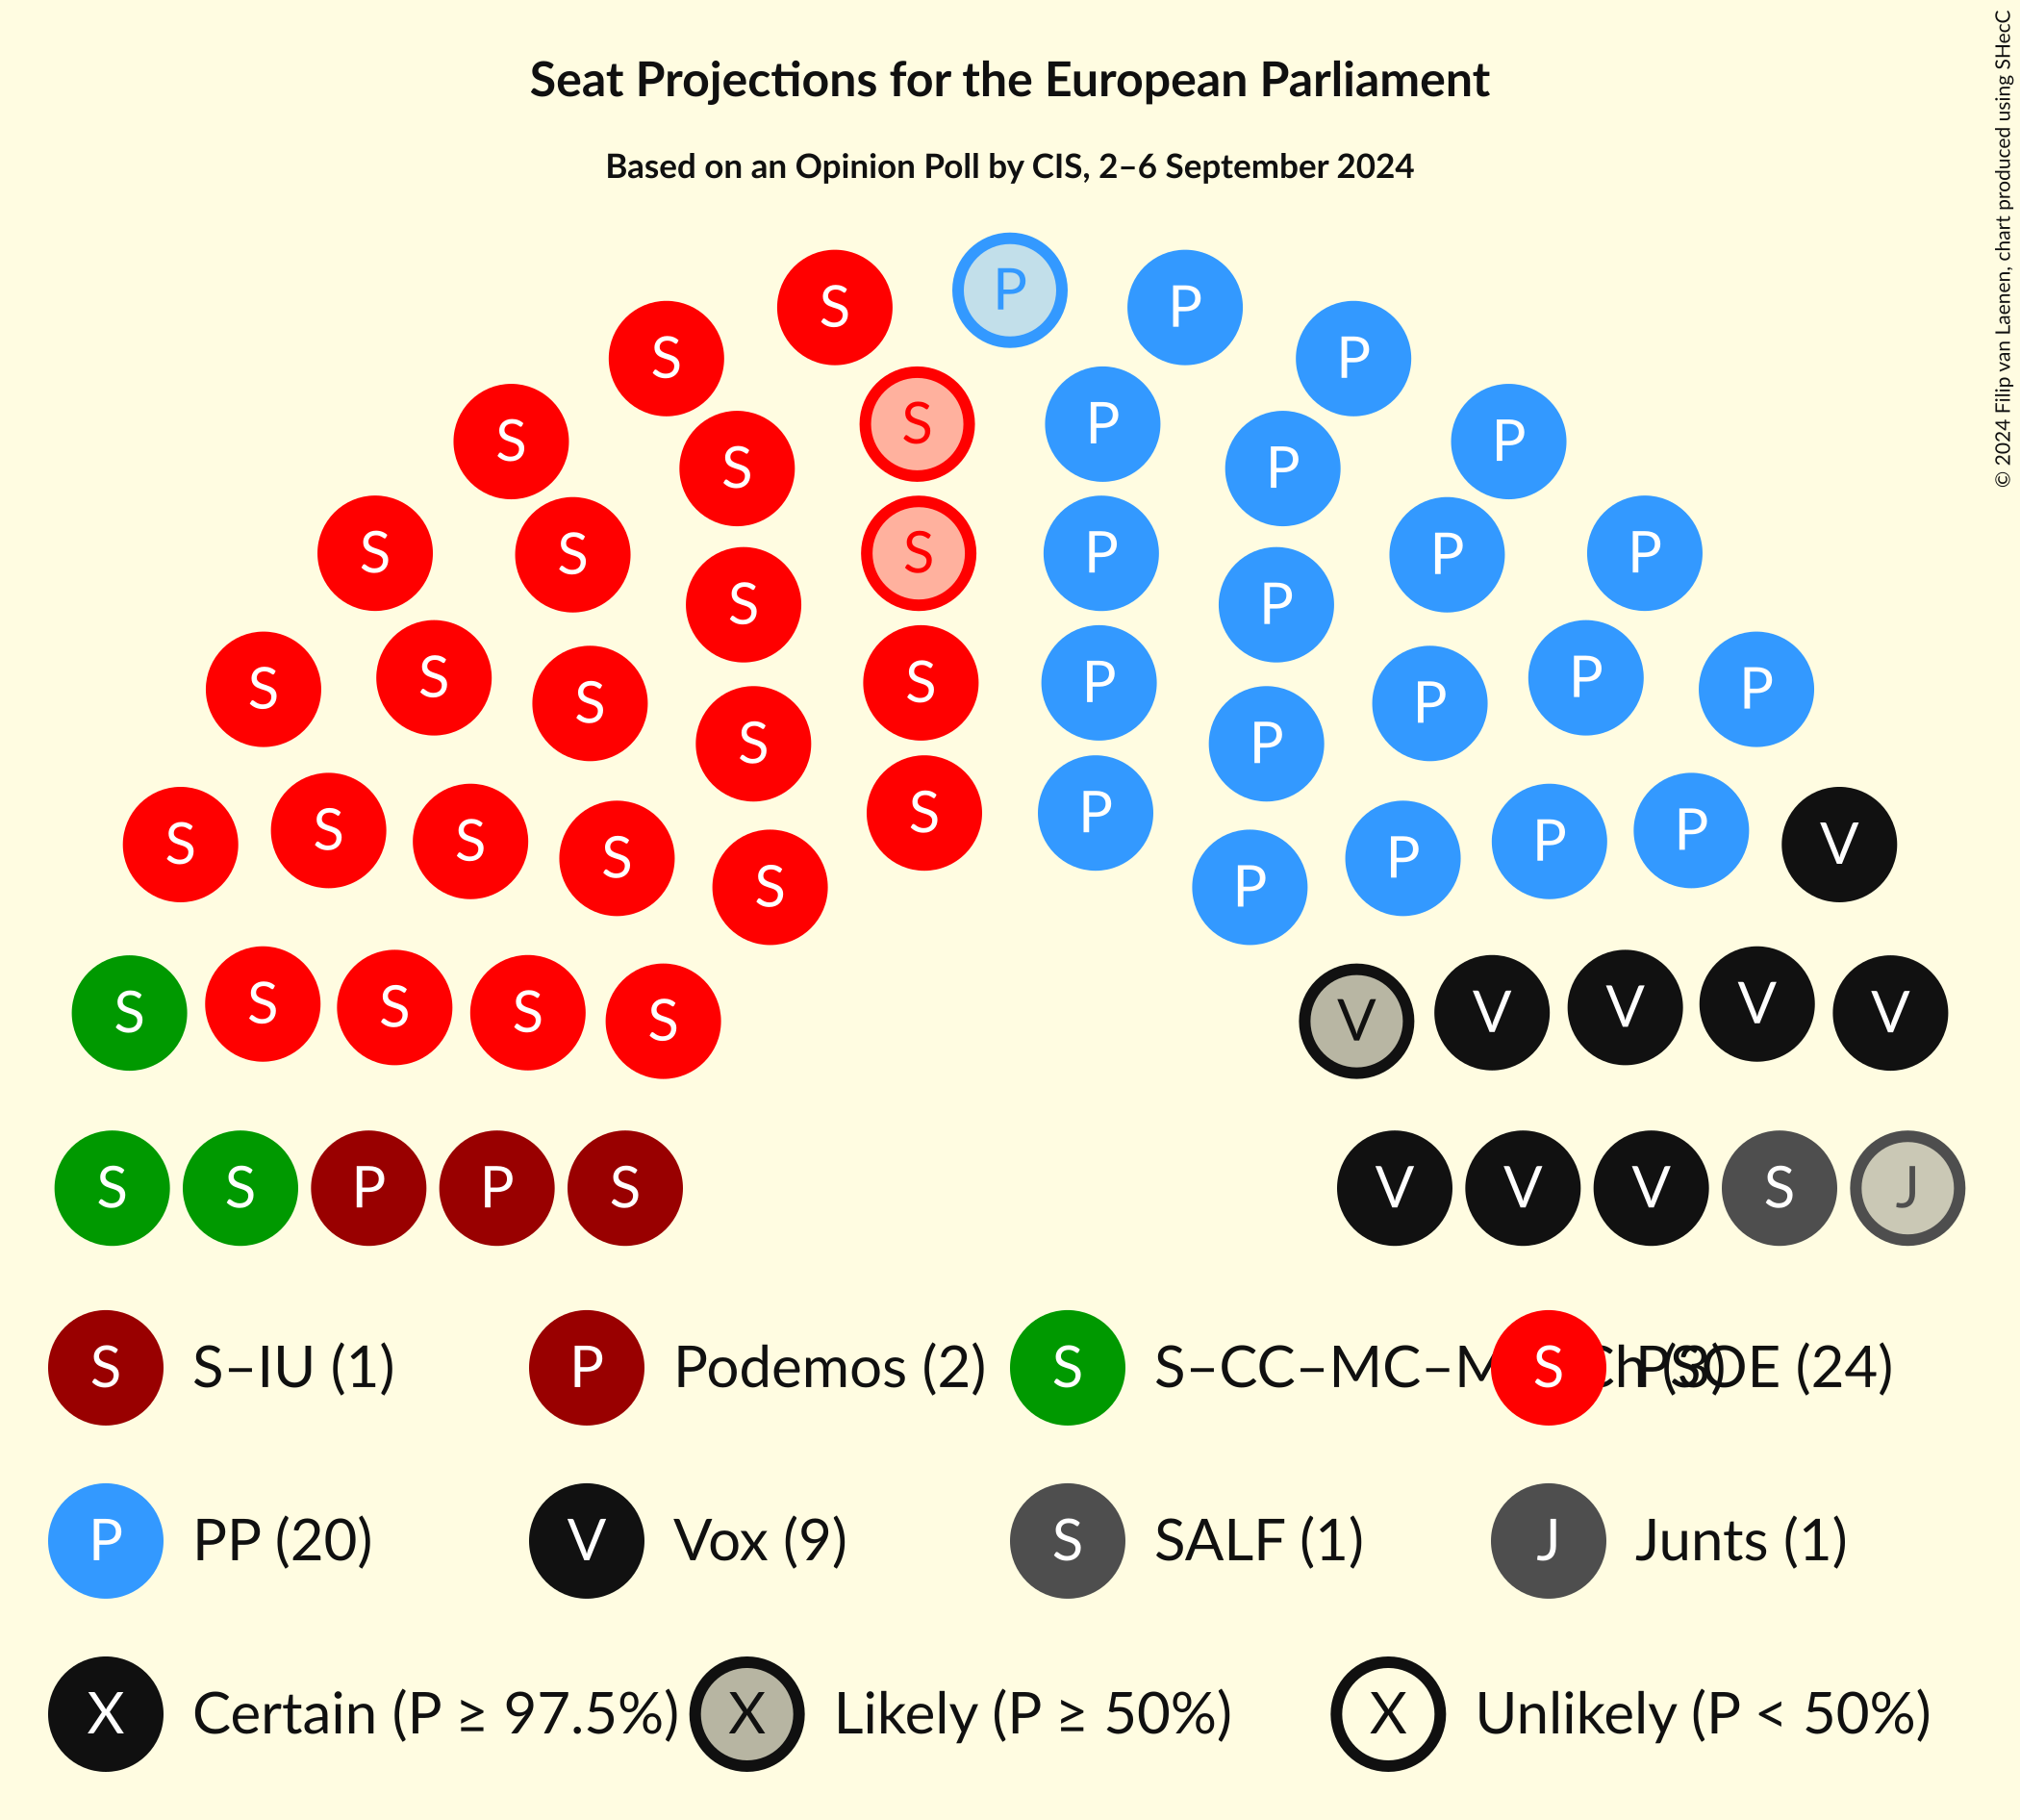 Seat Projections for the European Parliament
Based on an Opinion Poll by CIS, 2–6 September 2024
© 2024 Filip van Laenen, chart produced using SHecC
P
S P
S P
S S P P
S S P P
S S S P P P
S S P P
S S S P P P
S S P P
S S P P
S S S P P P V
S S P P
S S S S S V V V V V
S S P P S V V V S J
S S–IU (1) P Podemos (2) S S–CC–MC–M S PSOE (24)
P PP (20) V Vox (9) S SALF (1) J Junts (1)
X Certain (P ≥ 97.5%) X Likely (P ≥ 50%) X Unlikely (P < 50%)